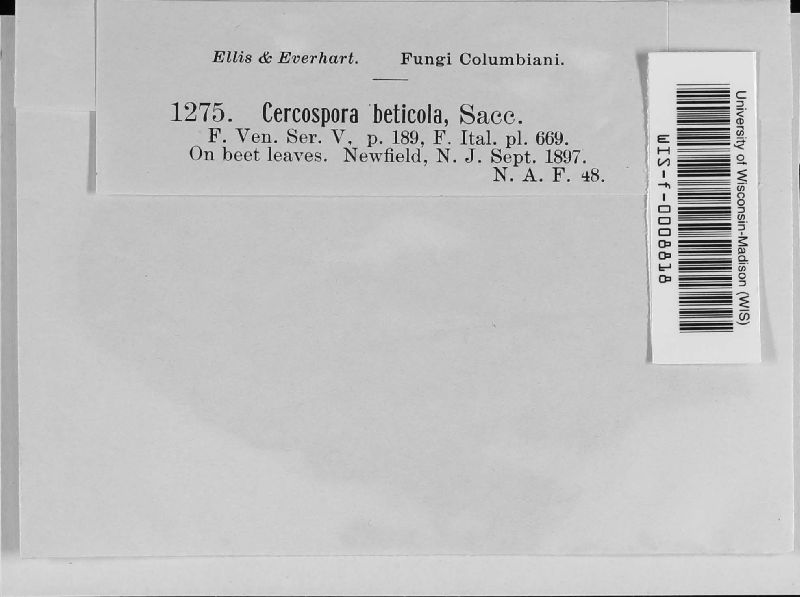 Ellis & Everhart. Fungi Columbiani.
1275. Cercospora beticola, Sacc.
F. Ven. Ser. V, p. 189, F. Ital. pl. 669.
On beet leaves. Newfield, N. J. Sept. 1897.
N. A. F. 48.
University of Wisconsin-Madison (WIS)
WIS-f-0008818